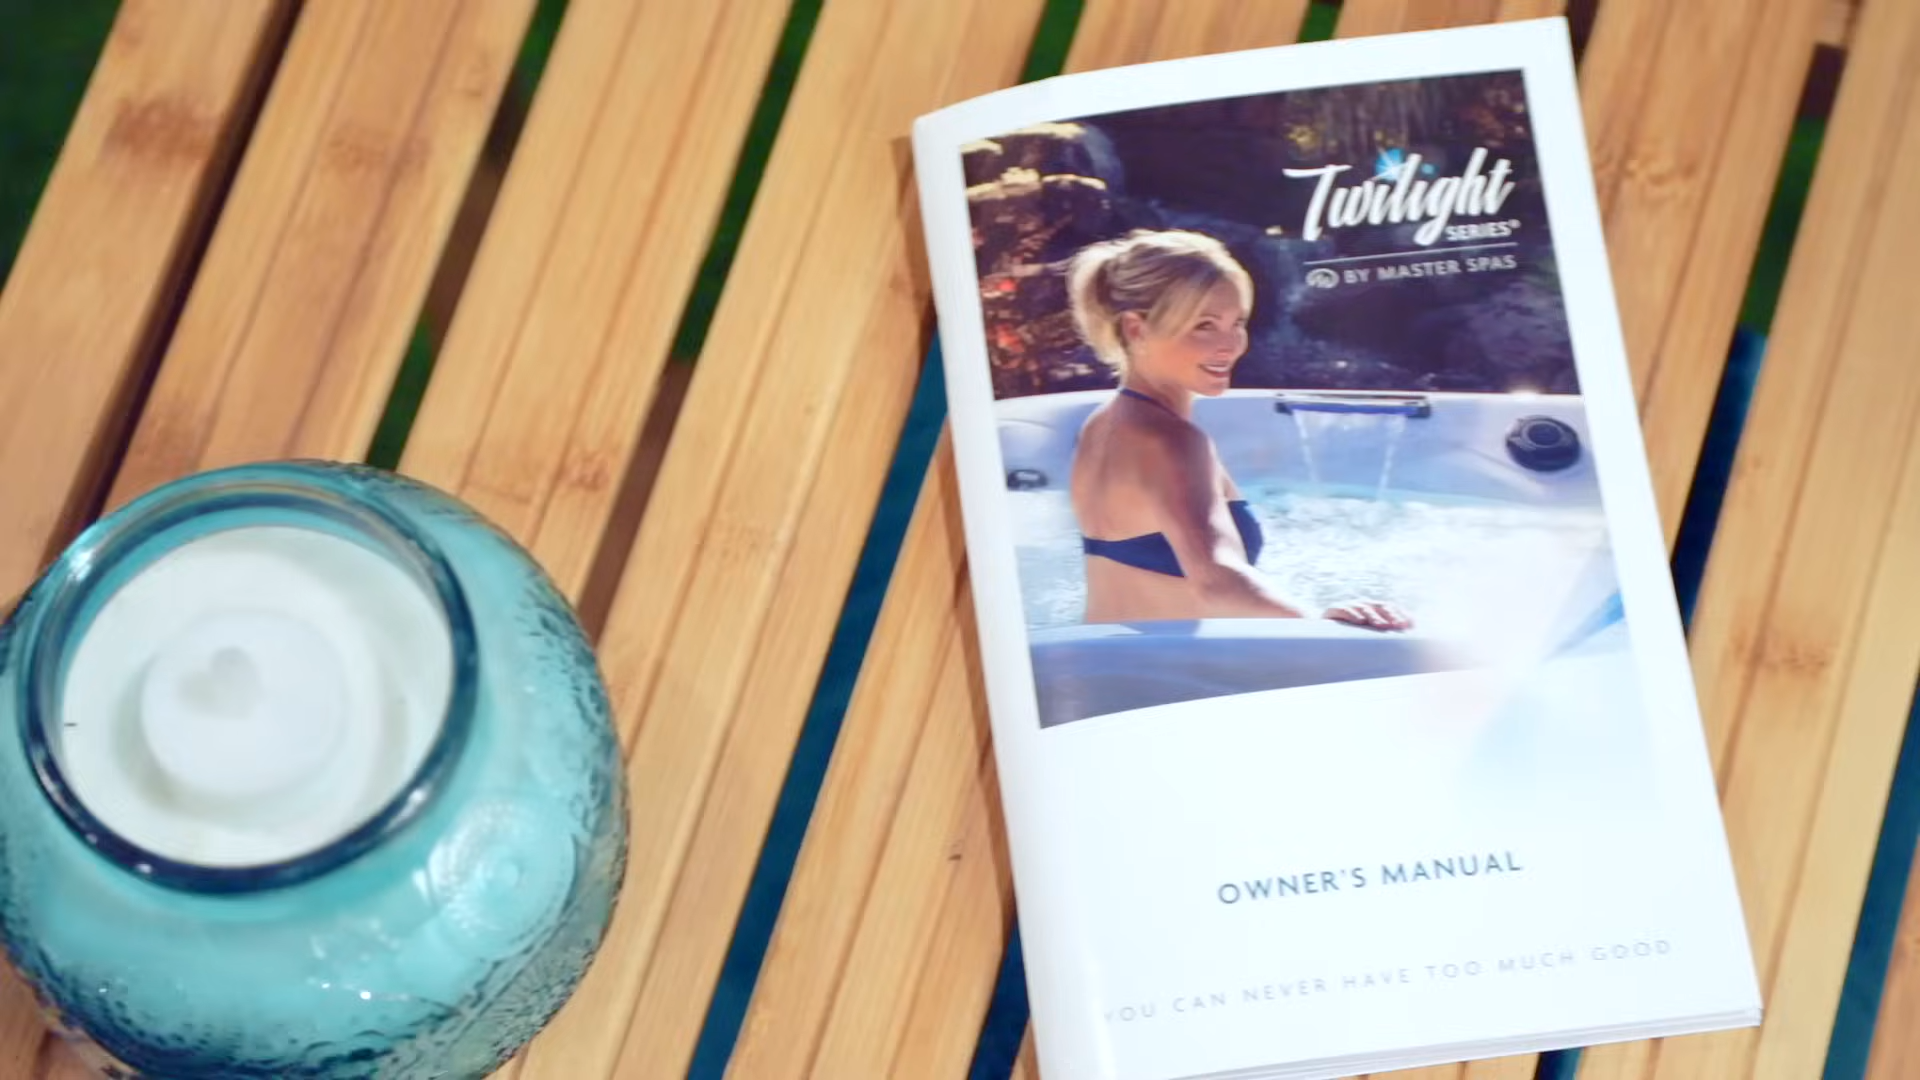 Twilight
SERIES®
BY MASTER SPAS
OWNER'S MANUAL
YOU CAN NEVER HAVE TOO MUCH GOOD